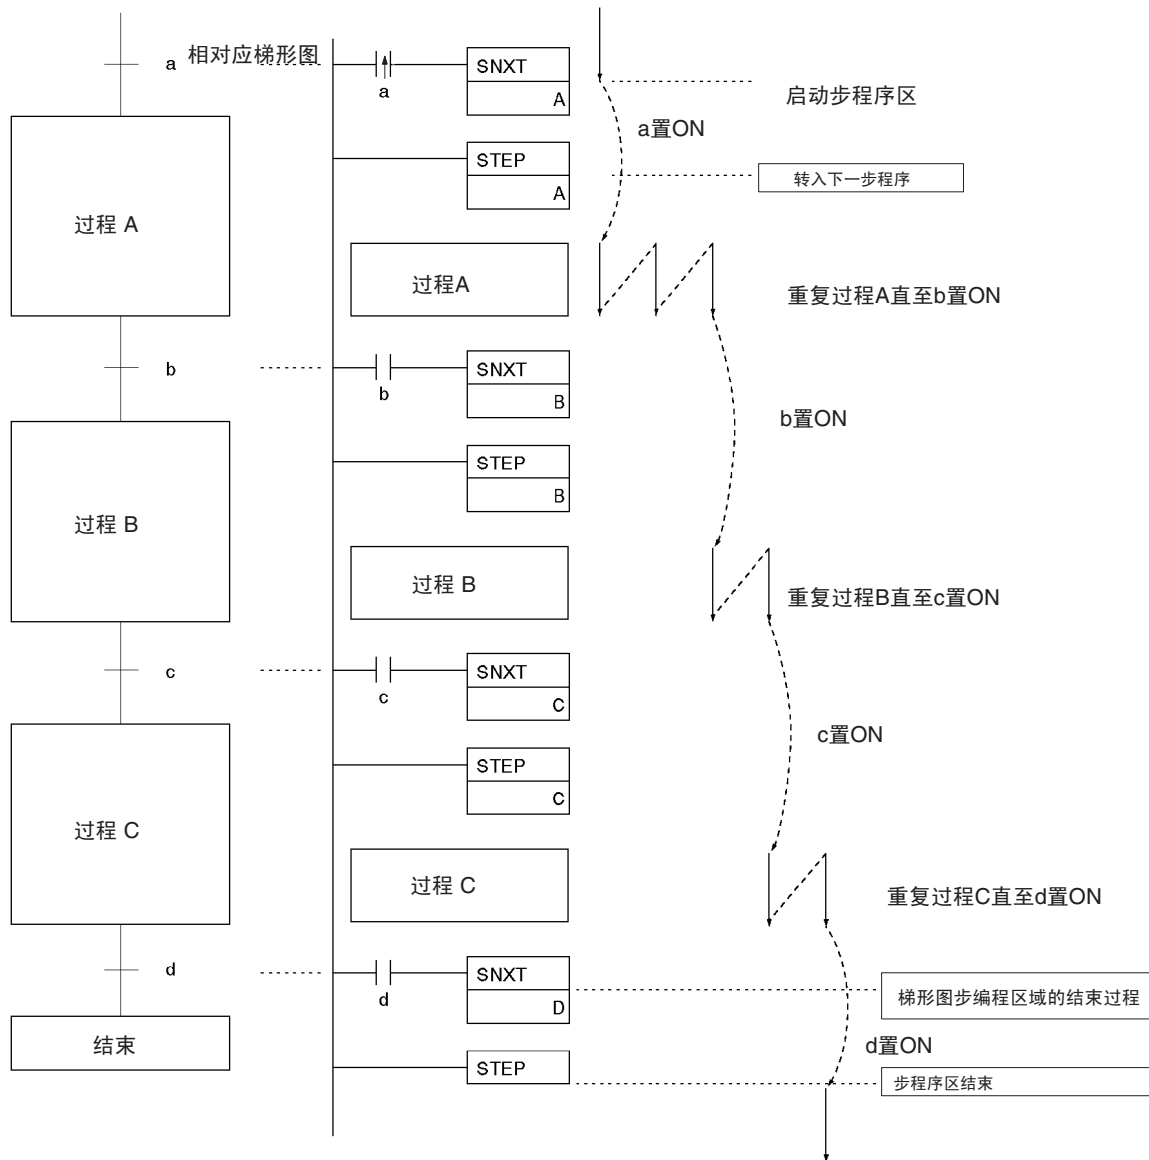 a
相对应梯形图
a
SNXT
A
启动步程序区
a置ON
STEP
A
转入下一步程序
过程 A
过程A
重复过程A直至b置ON
b
b
SNXT
B
b置ON
STEP
B
过程 B
过程 B
重复过程B直至c置ON
c
c
SNXT
C
c置ON
STEP
C
过程 C
过程 C
重复过程C直至d置ON
d
d
SNXT
D
梯形图步编程区域的结束过程
结束
d置ON
STEP
步程序区结束